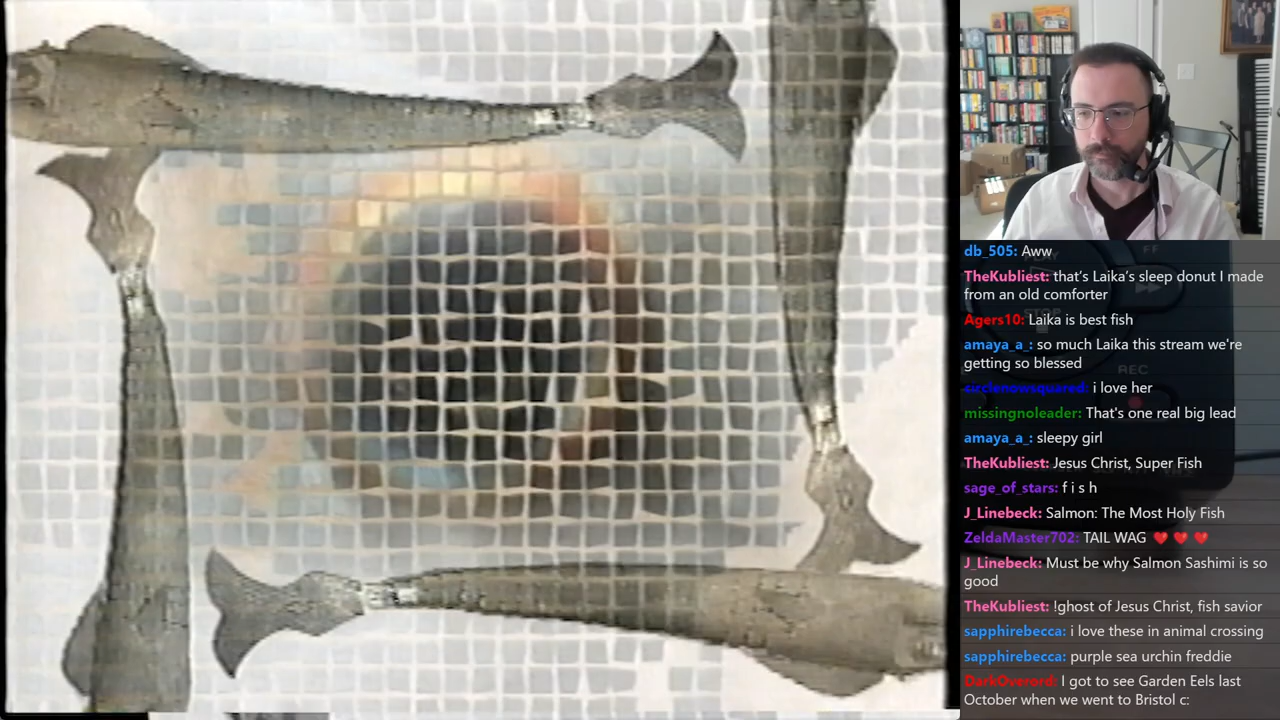 db_505: Aww
TheKubliest: that's Laika's sleep donut I made
from an old comforter
Agers10: Laika is best fish
amaya_a_: so much Laika this stream we're
getting so blessed
circlenowsquared: i love her
missingnoleader: That's one real big lead
amaya_a_: sleepy girl
TheKubliest: Jesus Christ, Super Fish
sage_of_stars: f i s h
J_Linebeck: Salmon: The Most Holy Fish
ZeldaMaster702: TAIL WAG ❤️ ❤️ ❤️
J_Linebeck: Must be why Salmon Sashimi is so
good
TheKubliest: !ghost of Jesus Christ, fish savior
sapphirebecca: i love these in animal crossing
sapphirebecca: purple sea urchin freddie
DarkOverord: I got to see Garden Eels last
October when we went to Bristol c:
FF
STOP
REC